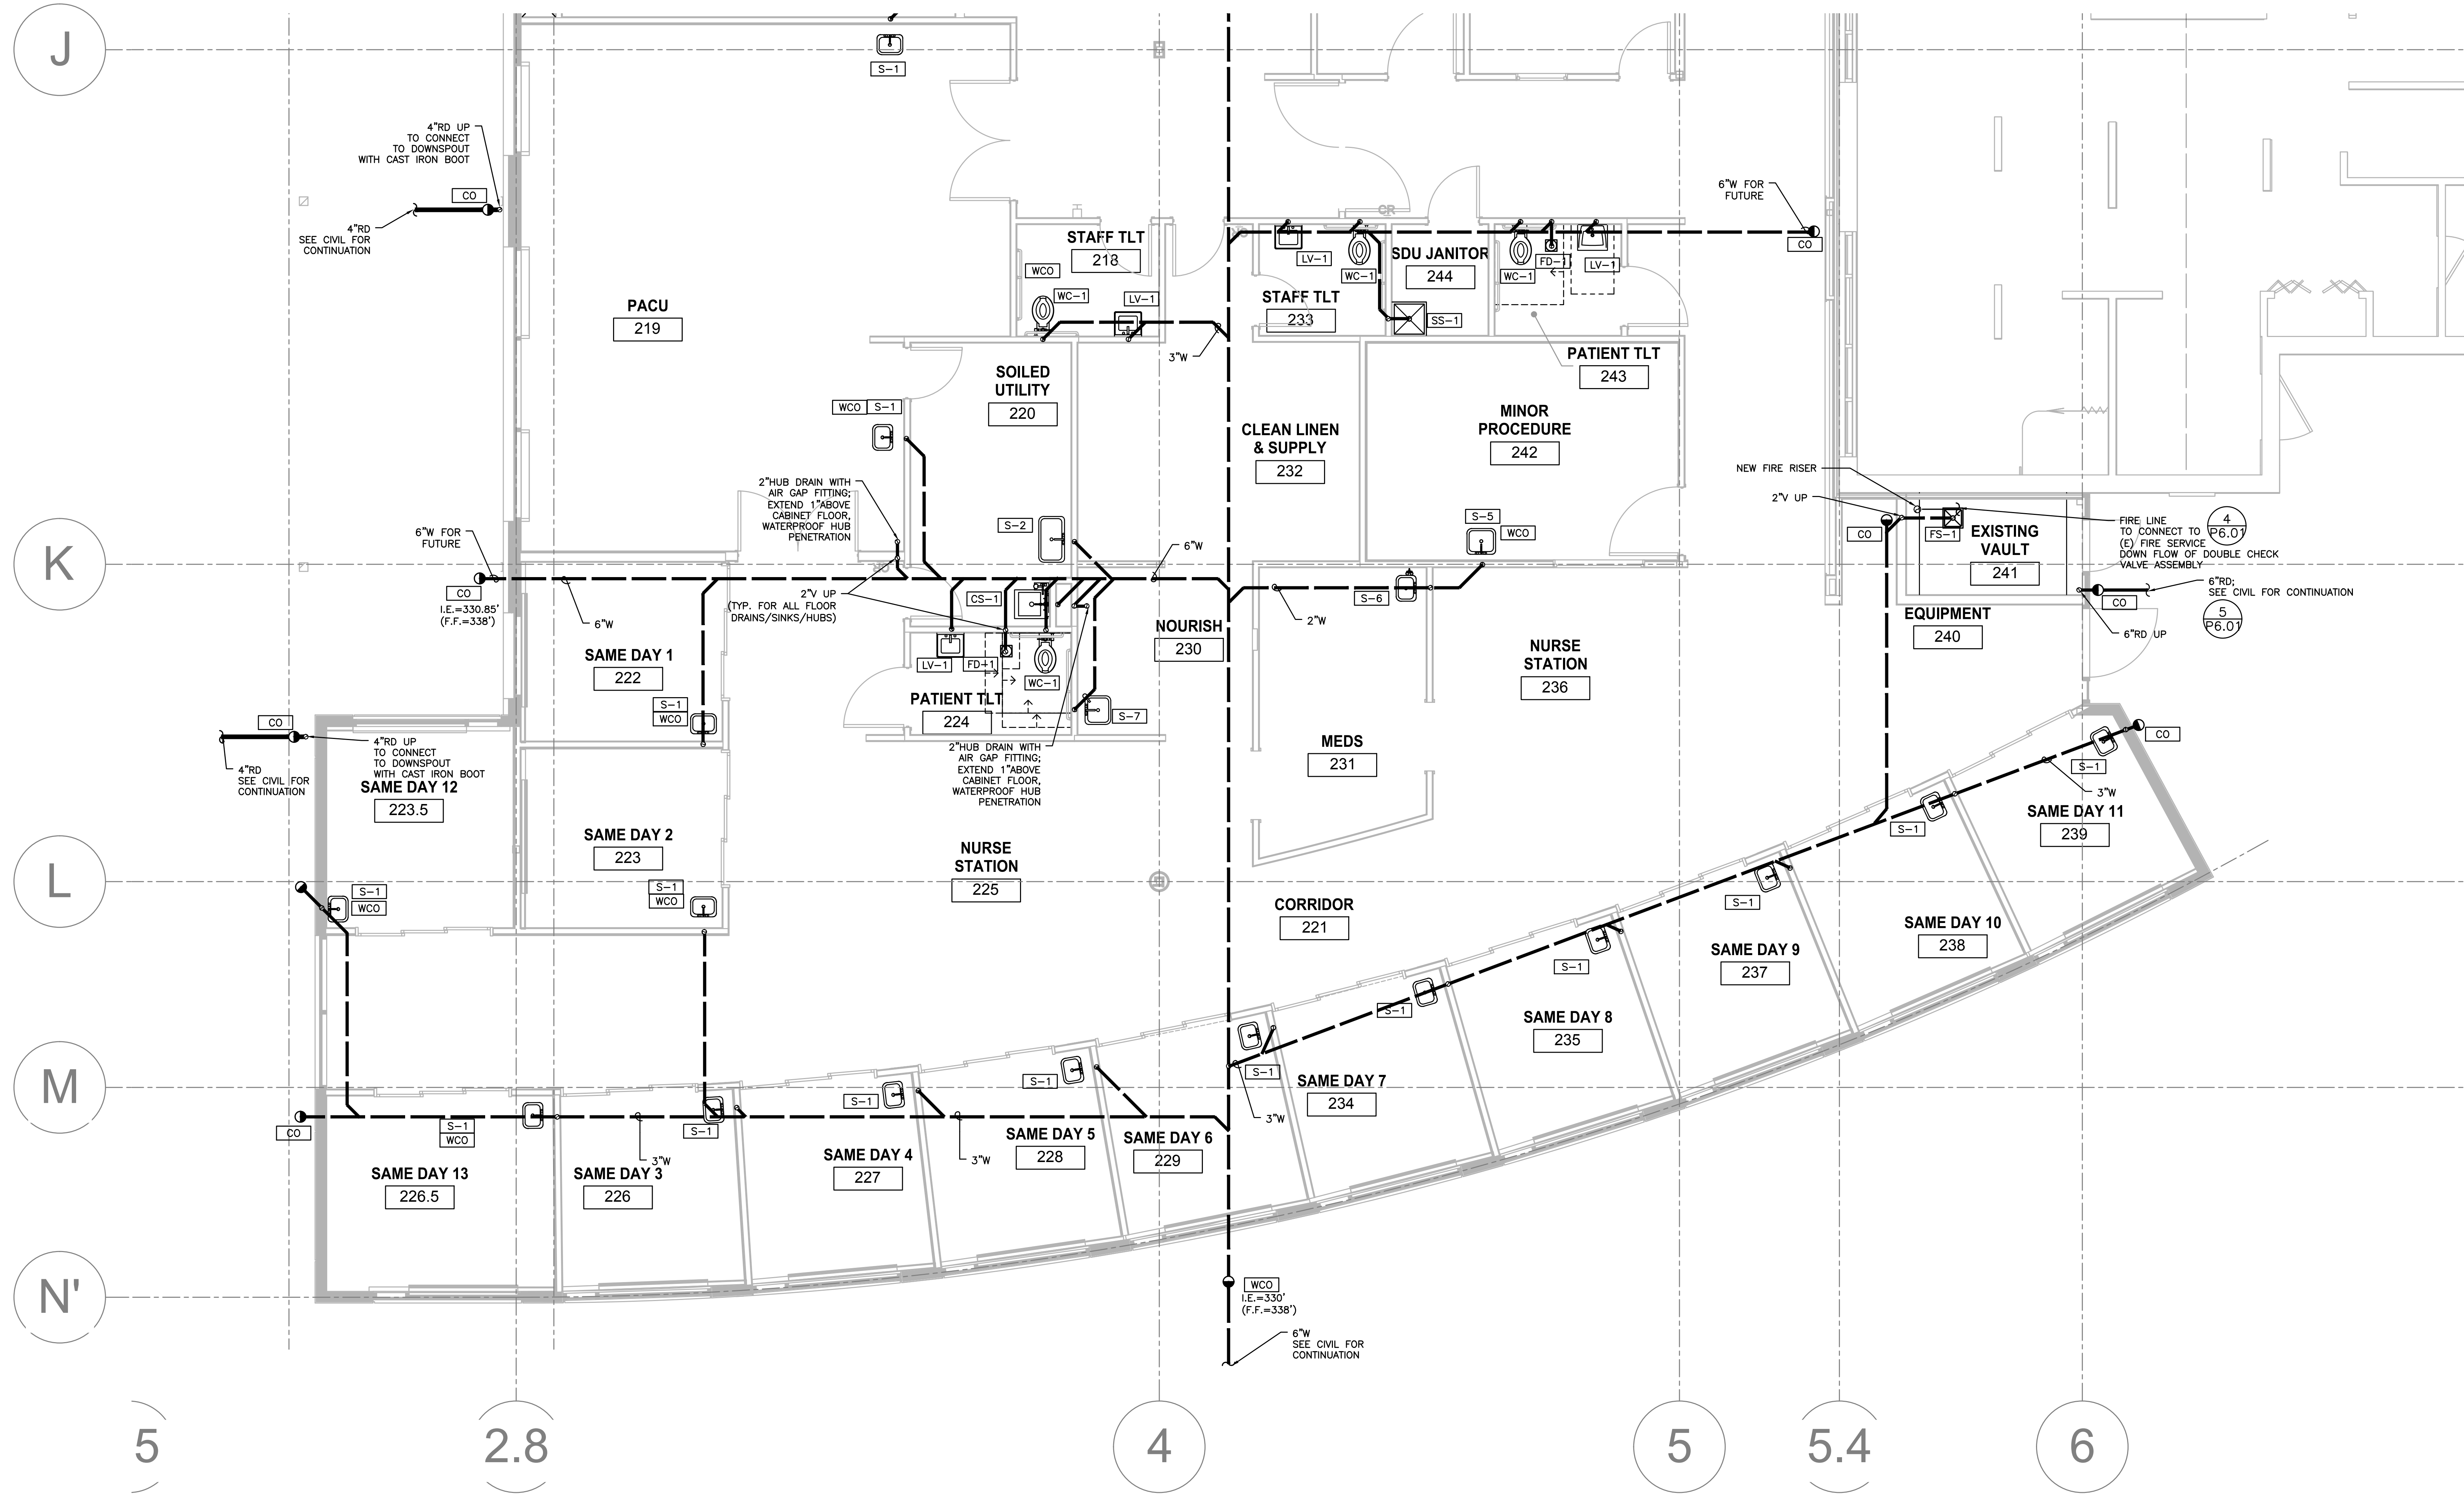 J
S-1
4"RD UP
TO CONNECT
TO DOWNSPOUT
WITH CAST IRON BOOT
CO
4"RD
SEE CIVIL FOR
CONTINUATION
PACU
219
STAFF TLT
218
WCO
WC-1
LV-1
3"W
CR
LV-1
WC-1
STAFF TLT
233
SDU JANITOR
244
SS-1
WC-1
FD-1
LV-1
PATIENT TLT
243
6"W FOR
FUTURE
CO
SOILED
UTILITY
220
WCO
S-1
CLEAN LINEN
& SUPPLY
232
MINOR
PROCEDURE
242
2"HUB DRAIN WITH
AIR GAP FITTING;
EXTEND 1"ABOVE
CABINET FLOOR,
WATERPROOF HUB
PENETRATION
S-2
S-5
WCO
NEW FIRE RISER
2"V UP
CO
FS-1
EXISTING
VAULT
241
FIRE LINE
TO CONNECT TO
(E) FIRE SERVICE
DOWN FLOW OF DOUBLE CHECK
VALVE ASSEMBLY
4
P6.01
6"RD;
SEE CIVIL FOR CONTINUATION
CO
5
P6.01
6"RD UP
EQUIPMENT
240
K
6"W FOR
FUTURE
CO
I.E.=330.85'
(F.F.=338')
6"W
6"W
2"V UP
(TYP. FOR ALL FLOOR
DRAINS/SINKS/HUBS)
CS-1
S-6
2"W
NOURISH
230
SAME DAY 1
222
S-1
WCO
LV-1
FD-1
WC-1
PATIENT TLT
224
S-7
2"HUB DRAIN WITH
AIR GAP FITTING;
EXTEND 1"ABOVE
CABINET FLOOR,
WATERPROOF HUB
PENETRATION
NURSE
STATION
236
MEDS
231
CO
4"RD UP
TO CONNECT
TO DOWNSPOUT
WITH CAST IRON BOOT
4"RD
SEE CIVIL FOR
CONTINUATION
SAME DAY 12
223.5
SAME DAY 2
223
S-1
WCO
S-1
WCO
NURSE
STATION
225
CO
S-1
3"W
SAME DAY 11
239
S-1
L
CORRIDOR
221
S-1
SAME DAY 10
238
SAME DAY 9
237
S-1
S-1
SAME DAY 8
235
M
S-1
3"W
SAME DAY 7
234
S-1
S-1
CO
S-1
WCO
S-1
3"W
3"W
SAME DAY 13
226.5
SAME DAY 3
226
SAME DAY 4
227
SAME DAY 5
228
SAME DAY 6
229
N'
WCO
I.E.=330'
(F.F.=338')
6"W
SEE CIVIL FOR
CONTINUATION
5
2.8
4
5
5.4
6